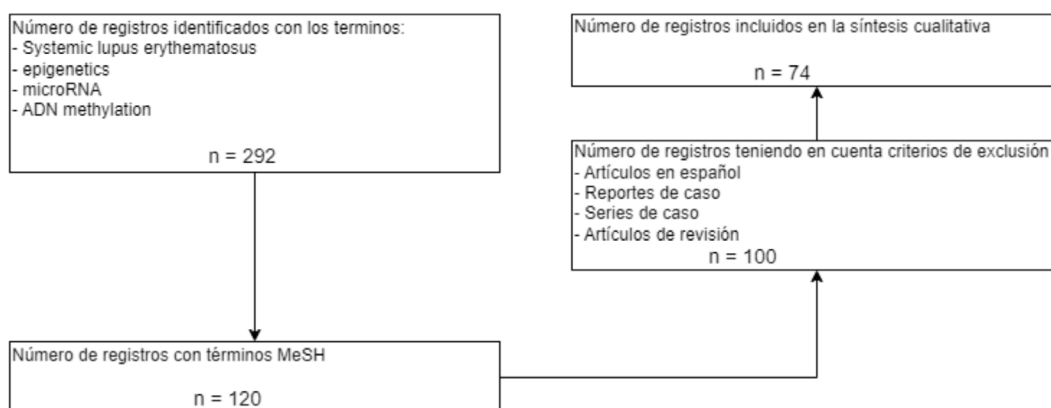 Número de registros identificados con los terminos:
- Systemic lupus erythematosus
- epigenetics
- microRNA
- ADN methylation
n = 292
Número de registros con términos MeSH
n = 120
Número de registros teniendo en cuenta criterios de exclusión
- Artículos en español
- Reportes de caso
- Series de caso
- Artículos de revisión
n = 100
Número de registros incluidos en la síntesis cualitativa
n = 74